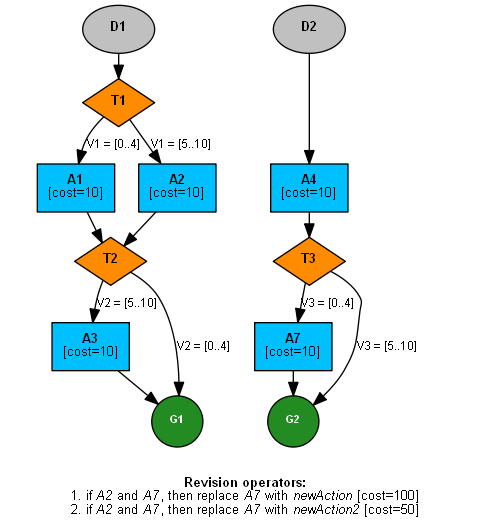 D1
D2
T1
V1 = [0..4]
V1 = [5..10]
A1
[cost=10]
A2
[cost=10]
A4
[cost=10]
T2
T3
V2 = [5..10]
V2 = [0..4]
V3 = [0..4]
V3 = [5..10]
A3
[cost=10]
A7
[cost=10]
G1
G2
Revision operators:
1. if A2 and A7, then replace A7 with newAction [cost=100]
2. if A2 and A7, then replace A7 with newAction2 [cost=50]